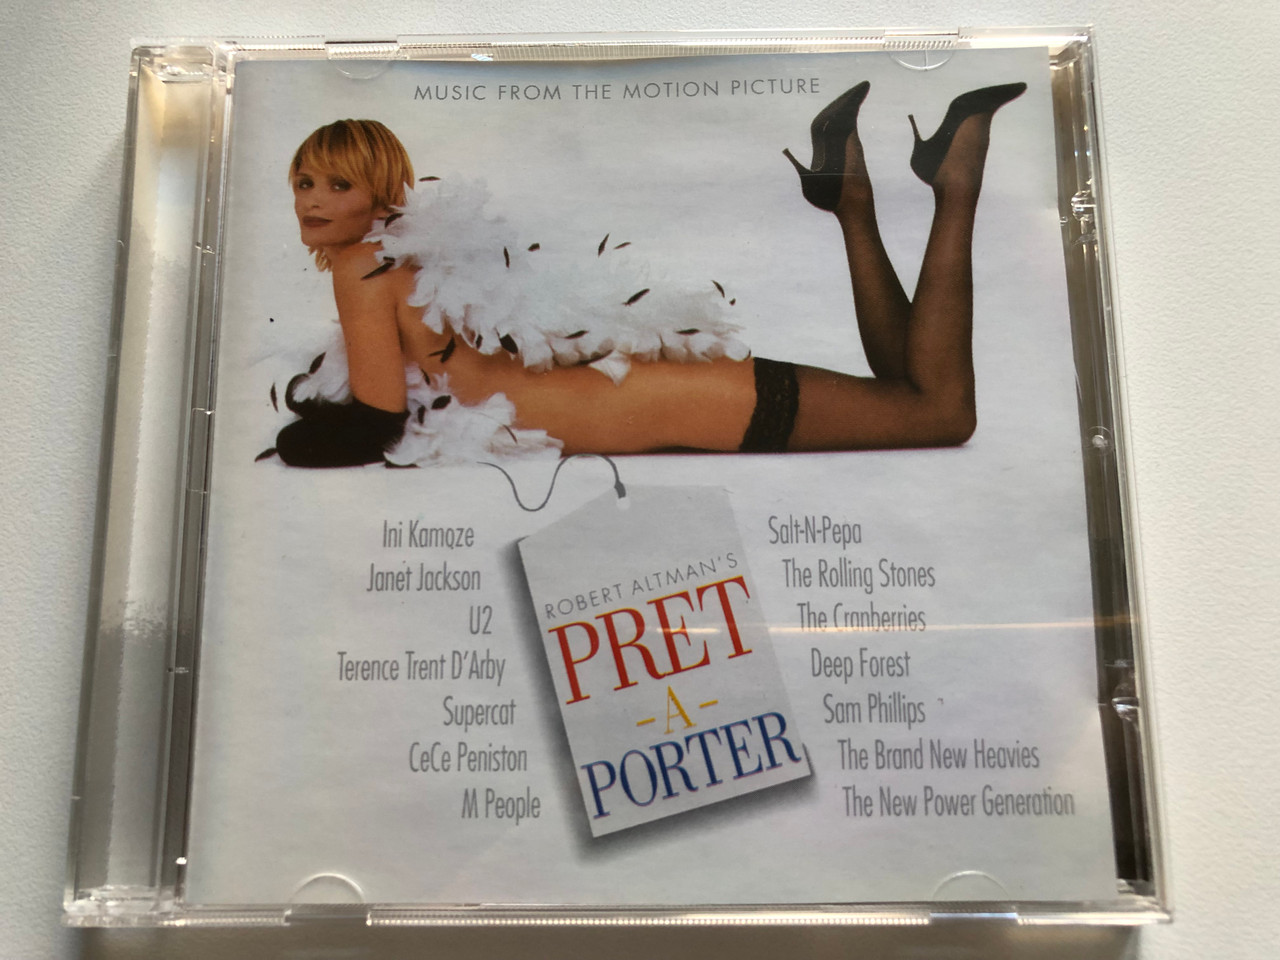 MUSIC FROM THE MOTION PICTURE
Ini Kamoze
Janet Jackson
U2
Terence Trent D'Arby
Supercat
CeCe Peniston
M People
ROBERT ALTMAN'S
PRET
-A-
PORTER
Salt-N-Pepa
The Rolling Stones
The Cranberries
Deep Forest
Sam Phillips
The Brand New Heavies
The New Power Generation